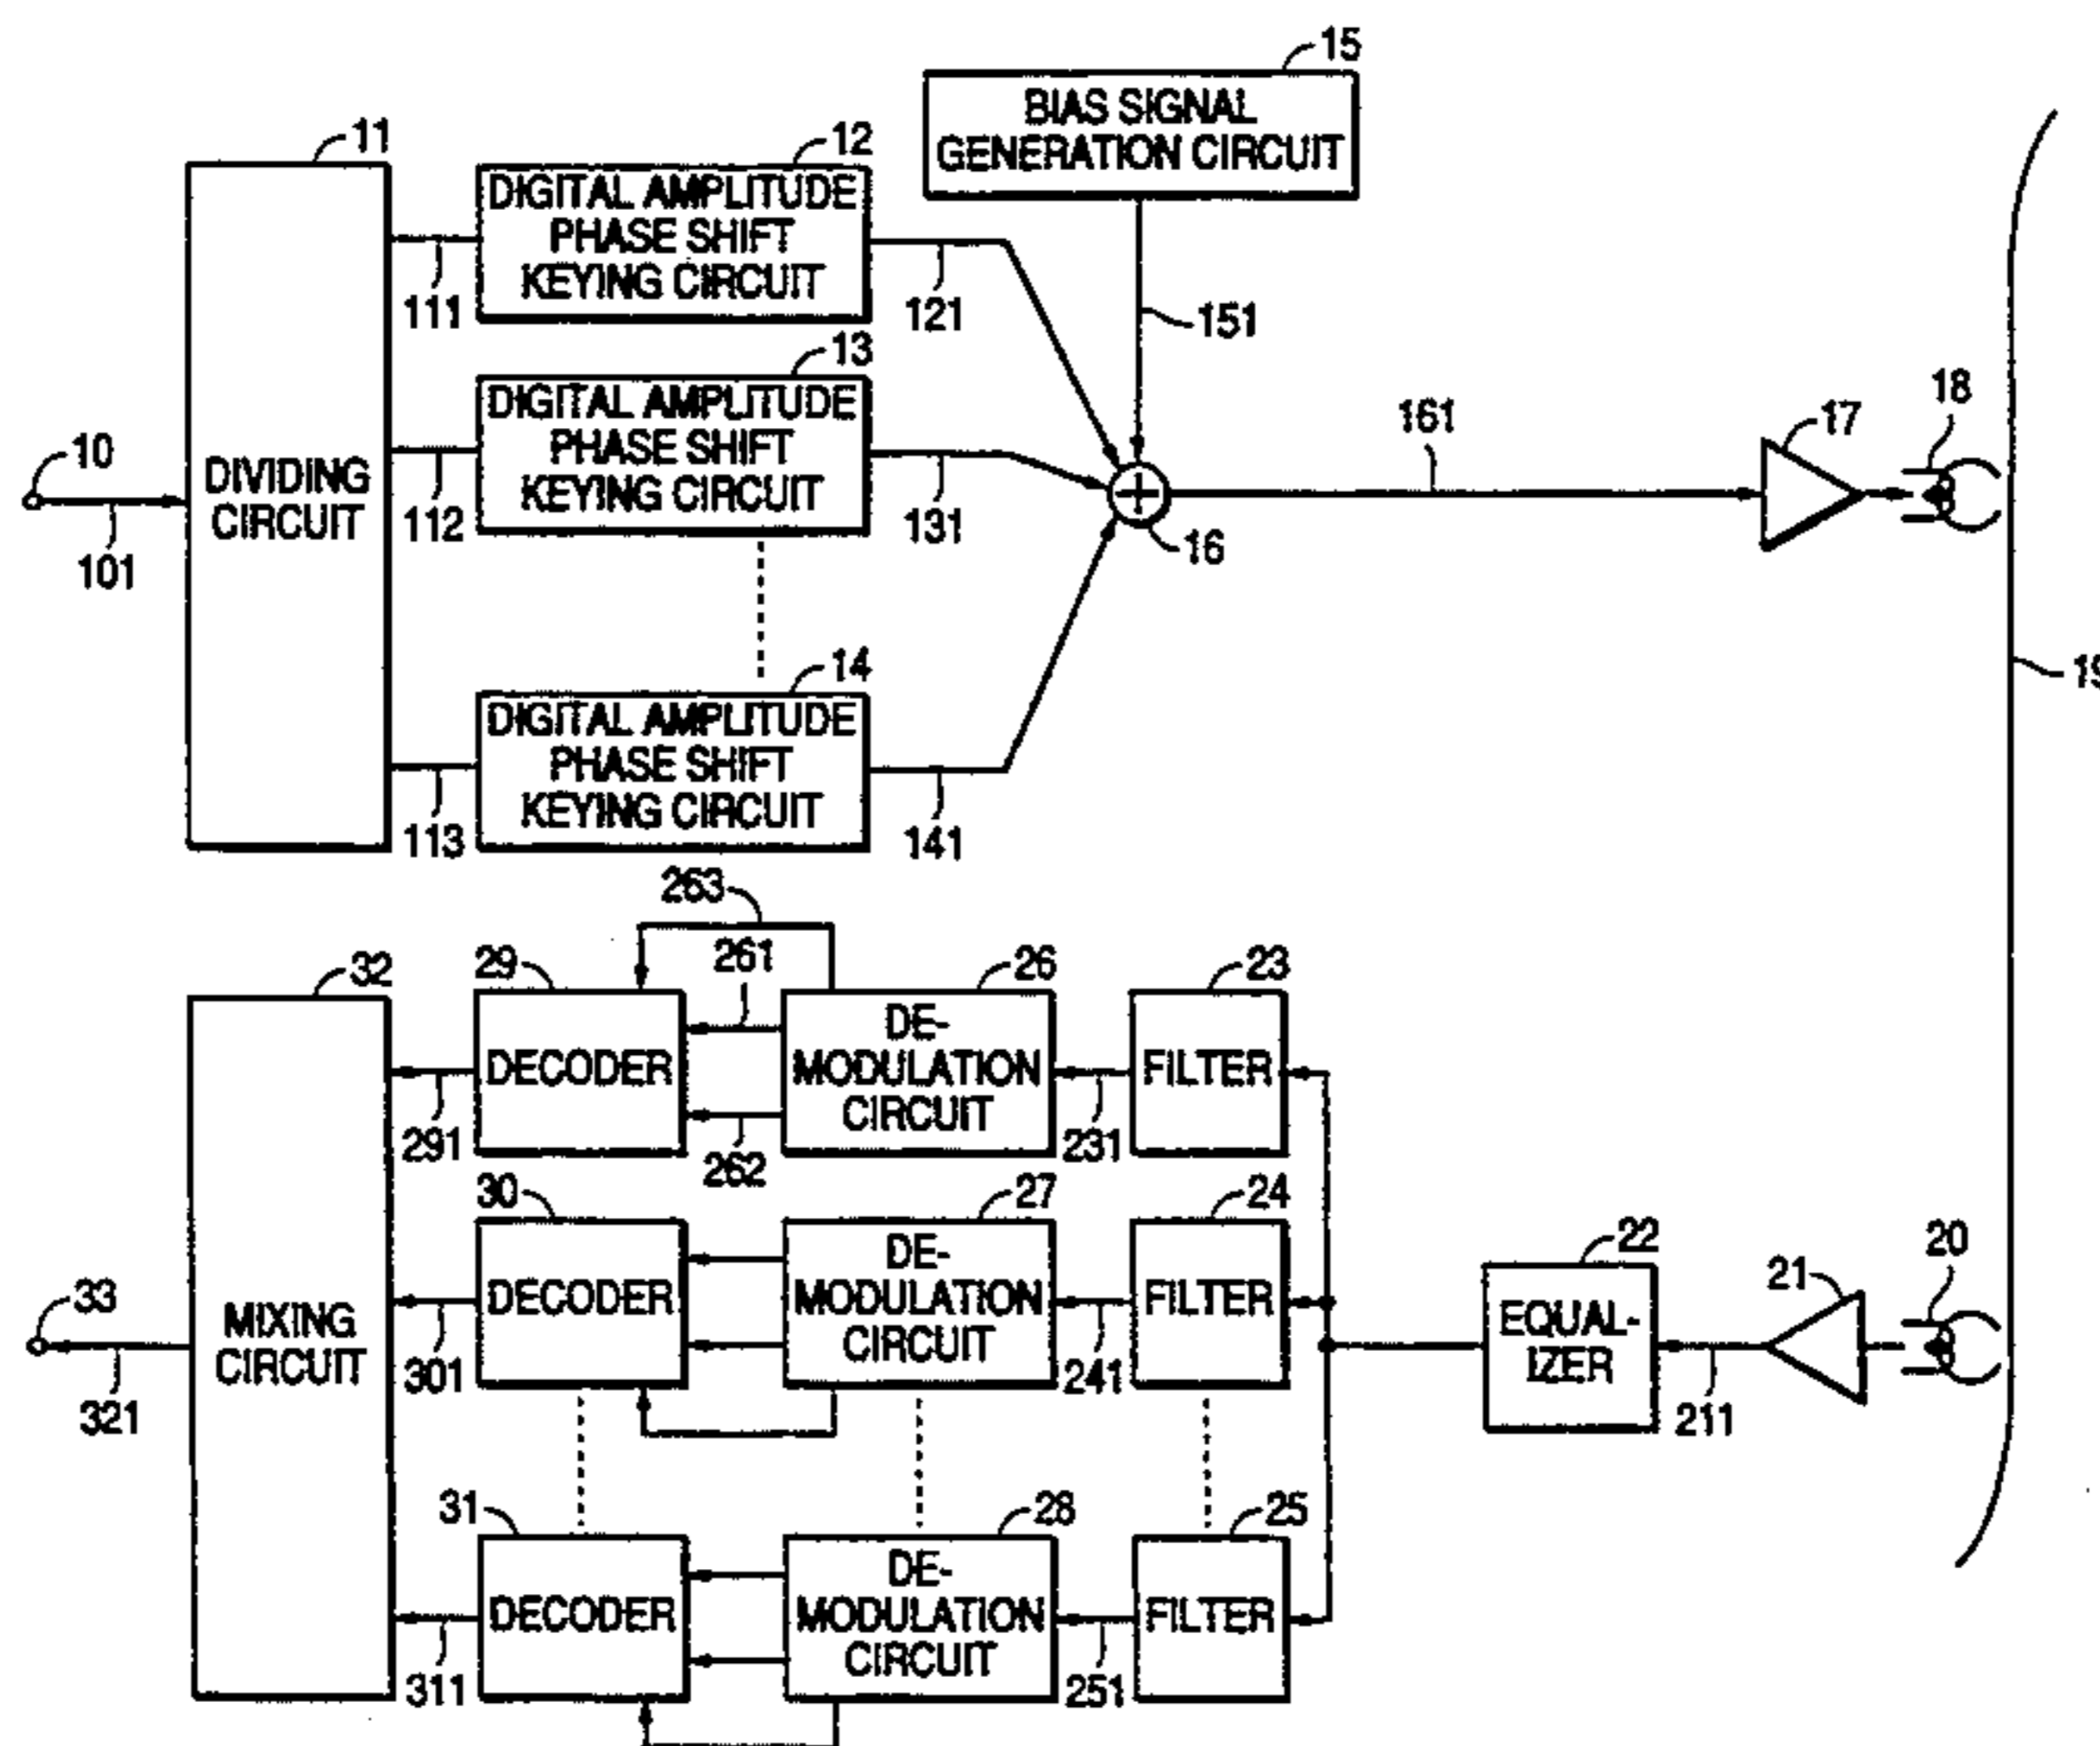 15
BIAS SIGNAL
GENERATION CIRCUIT
11
12
DIGITAL AMPLITUDE
PHASE SHIFT
KEYING CIRCUIT
111
121
151
13
DIGITAL AMPLITUDE
PHASE SHIFT
KEYING CIRCUIT
10
DIVIDING
CIRCUIT
101
112
131
16
161
17
18
19
14
DIGITAL AMPLITUDE
PHASE SHIFT
KEYING CIRCUIT
113
141
263
32
29
261
26
23
DECODER
DE-
MODULATION
CIRCUIT
FILTER
291
262
231
30
27
24
22
21
20
33
MIXING
CIRCUIT
DECODER
DE-
MODULATION
CIRCUIT
FILTER
EQUAL-
IZER
321
301
241
211
31
28
25
DECODER
DE-
MODULATION
CIRCUIT
FILTER
311
251